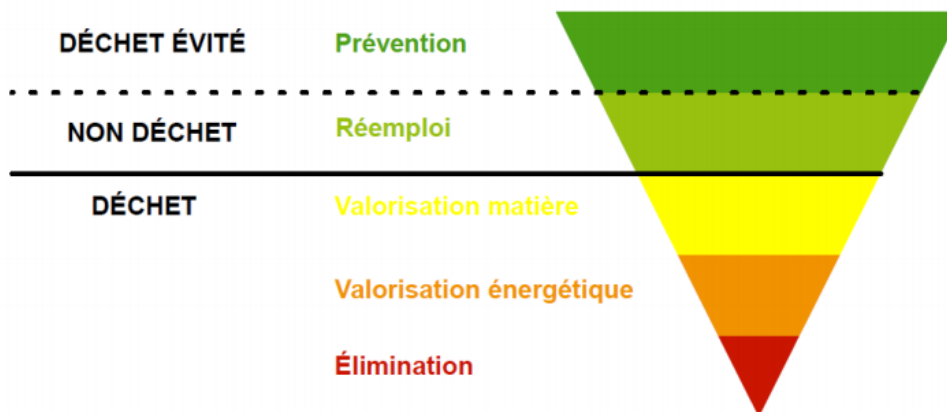 DÉCHET ÉVITÉ Prévention
NON DÉCHET Réemploi
DÉCHET Valorisation matière
Valorisation énergétique
Élimination